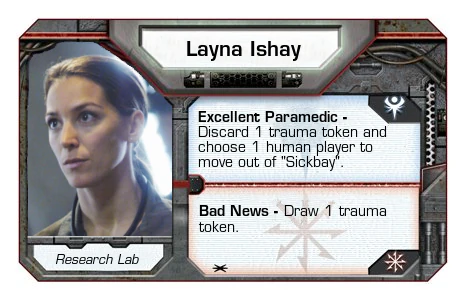 Layna Ishay
Excellent Paramedic -
Discard 1 trauma token and
choose 1 human player to
move out of "Sickbay".
Bad News - Draw 1 trauma
token.
Research Lab